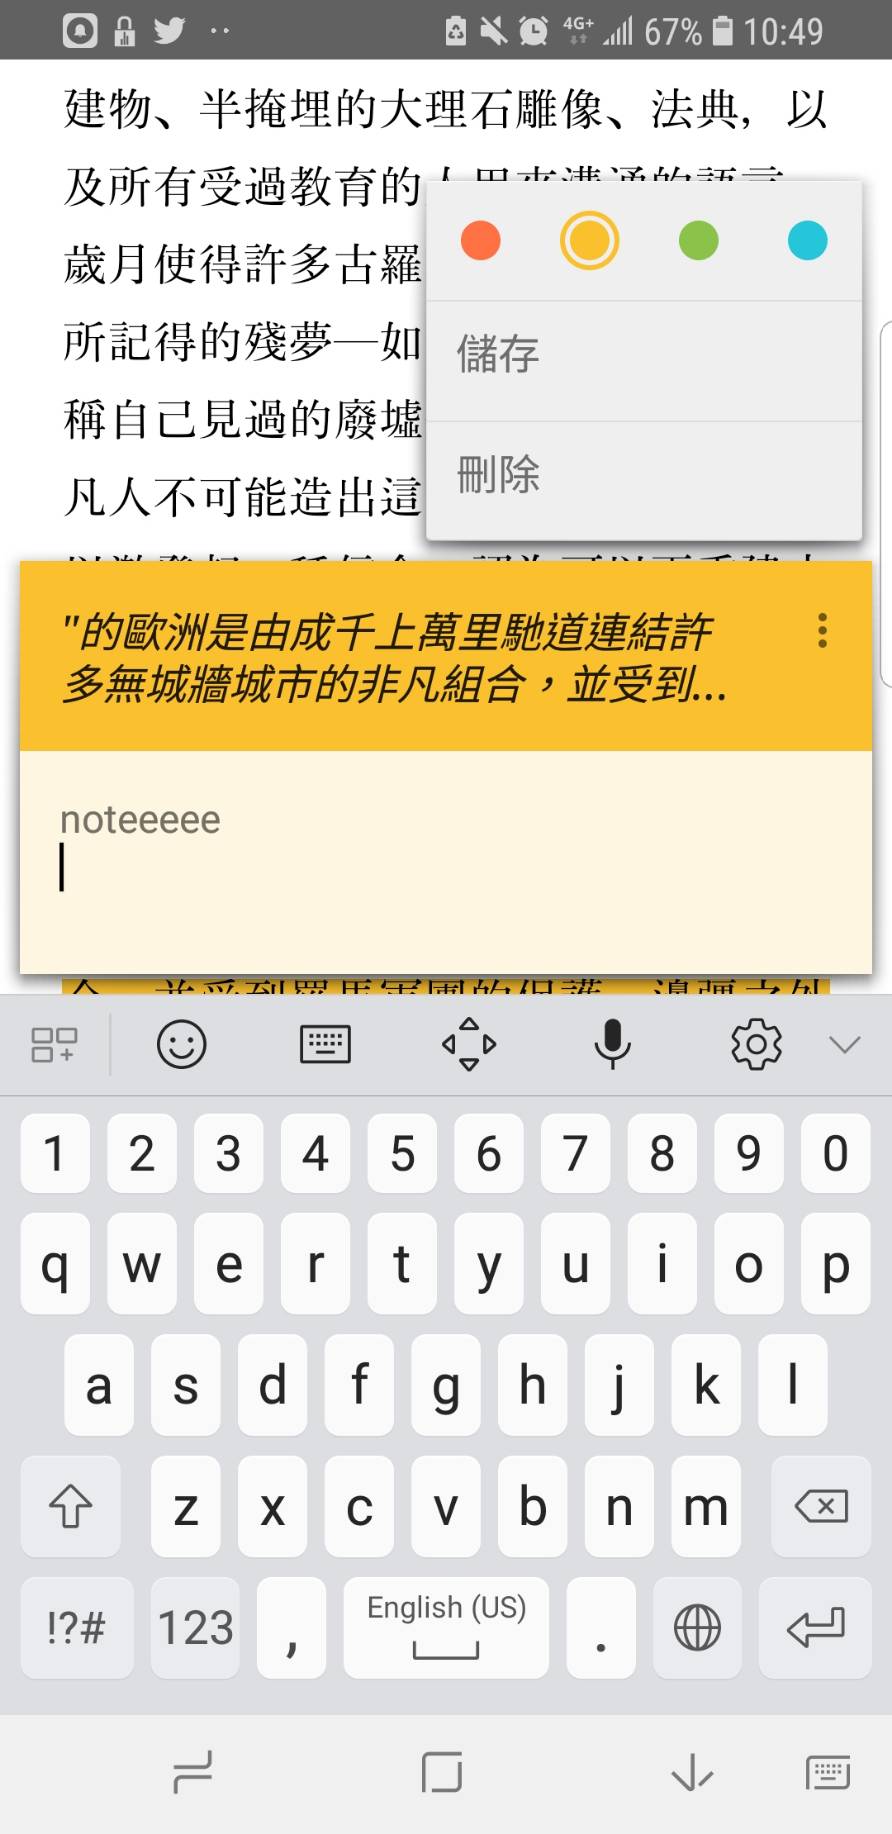 4G+ 67% 10:49
建物、半掩埋的大理石雕像、法典，以
及所有受過教育的
歲月使得許多古羅
所記得的殘夢—如
稱自己見過的廢墟
凡人不可能造出這
儲存
刪除
"的歐洲是由成千上萬里馳道連結許
多無城牆城市的非凡組合，並受到...
noteeeee
1 2 3 4 5 6 7 8 9 0
q w e r t y u i o p
a s d f g h j k l
z x c v b n m
!?# 123 , English (US) .